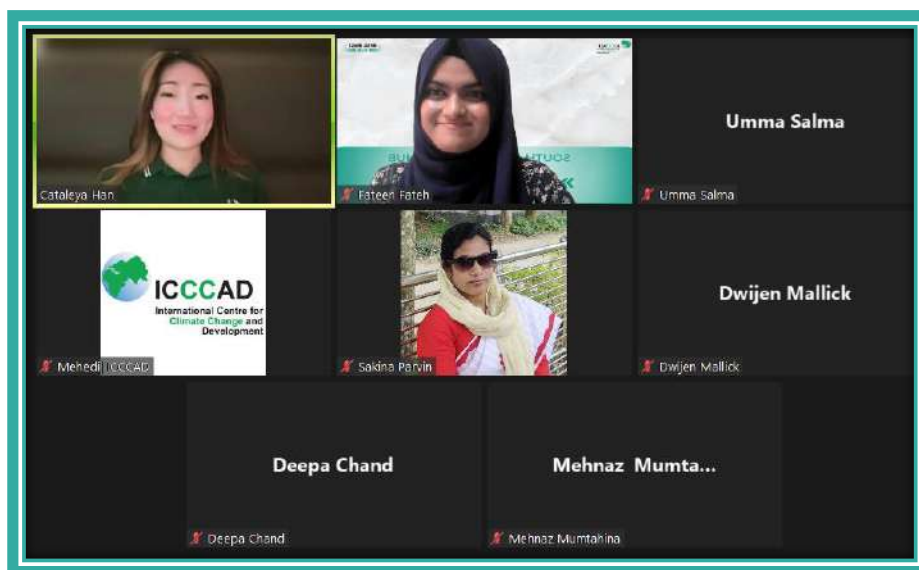 Cataleya Han
Fateen Fateh
Umma Salma
Umma Salma
ICCCAD
International Centre for
Climate Change and
Development
Mehedi ICCCAD
Sakina Parvin
Dwijen Mallick
Dwijen Mallick
Deepa Chand
Deepa Chand
Mehnaz Mumta...
Mehnaz Mumtahina